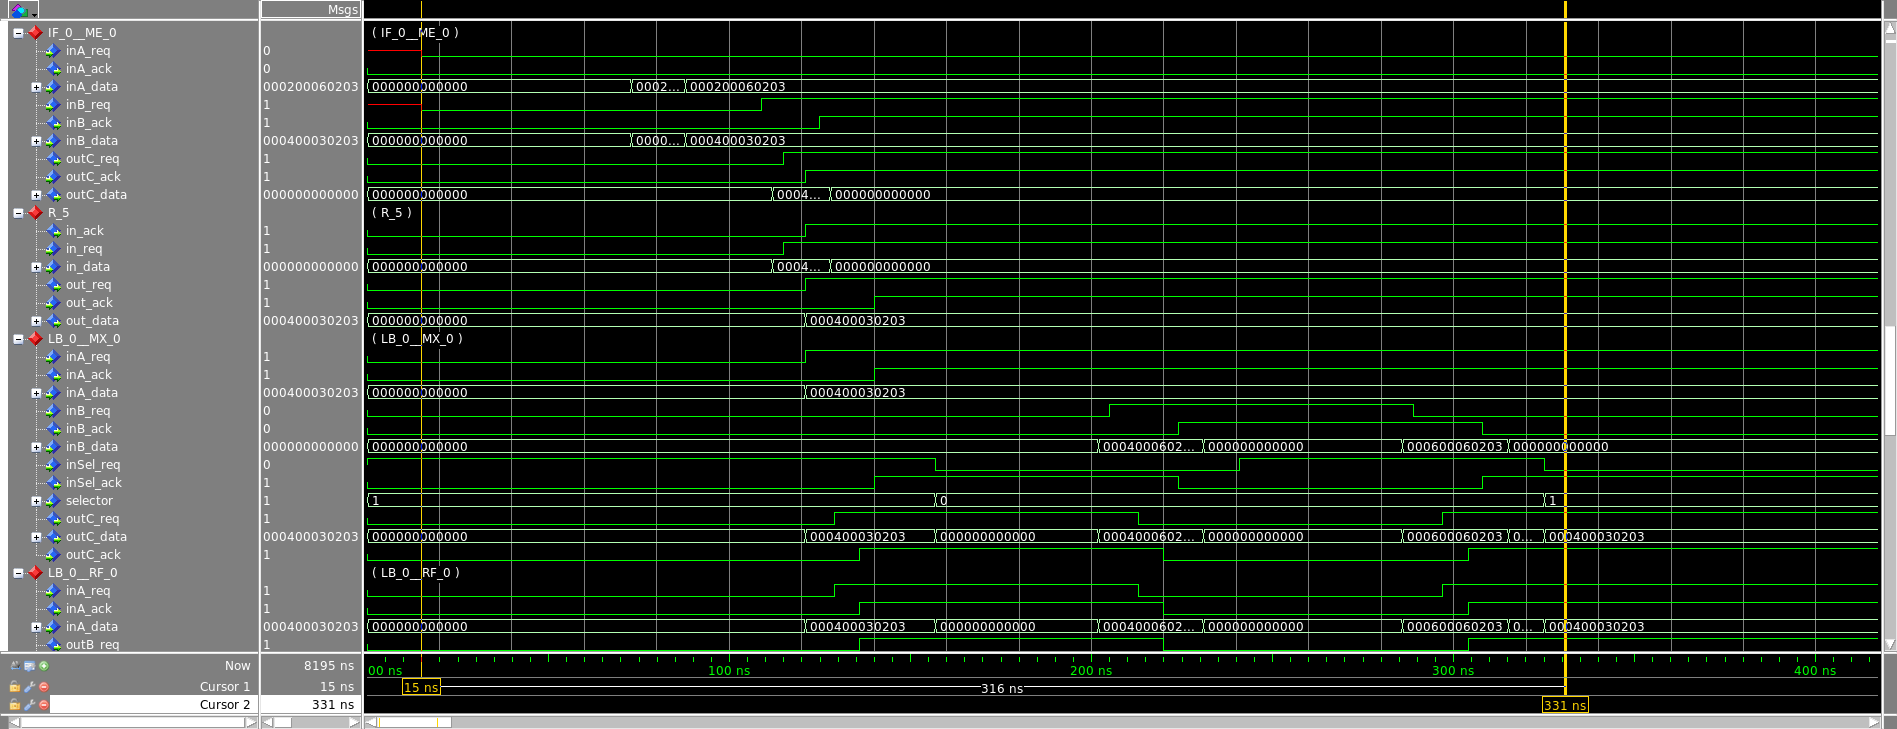 Msgs
IF_0__ME_0 ( IF_0__ME_0 )
inA_req 0
inA_ack 0
inA_data 000200060203 000000000000 0002... 000200060203
inB_req 1
inB_ack 1
inB_data 000400030203 000000000000 0000... 000400030203
outC_req 1
outC_ack 1
outC_data 000000000000 000000000000 0004... 000000000000
R_5 ( R_5 )
in_ack 1
in_req 1
in_data 000000000000 000000000000 0004... 000000000000
out_req 1
out_ack 1
out_data 000400030203 000000000000 000400030203
LB_0__MX_0 ( LB_0__MX_0 )
inA_req 1
inA_ack 1
inA_data 000400030203 000000000000 000400030203
inB_req 0
inB_ack 0
inB_data 000000000000 000000000000 0004000602... 000000000000 000600060203 000000000000
inSel_req 0
inSel_ack 1
selector 1 1 0 1
outC_req 1
outC_data 000400030203 000000000000 000400030203 000000000000 0004000602... 000000000000 000600060203 0... 000400030203
outC_ack 1
LB_0__RF_0 ( LB_0__RF_0 )
inA_req 1
inA_ack 1
inA_data 000400030203 000000000000 000400030203 000000000000 0004000602... 000000000000 000600060203 0... 000400030203
outB_req 1
Now 8195 ns 00 ns 100 ns 200 ns 300 ns 400 ns
Cursor 1 15 ns 15 ns 316 ns
Cursor 2 331 ns 331 ns